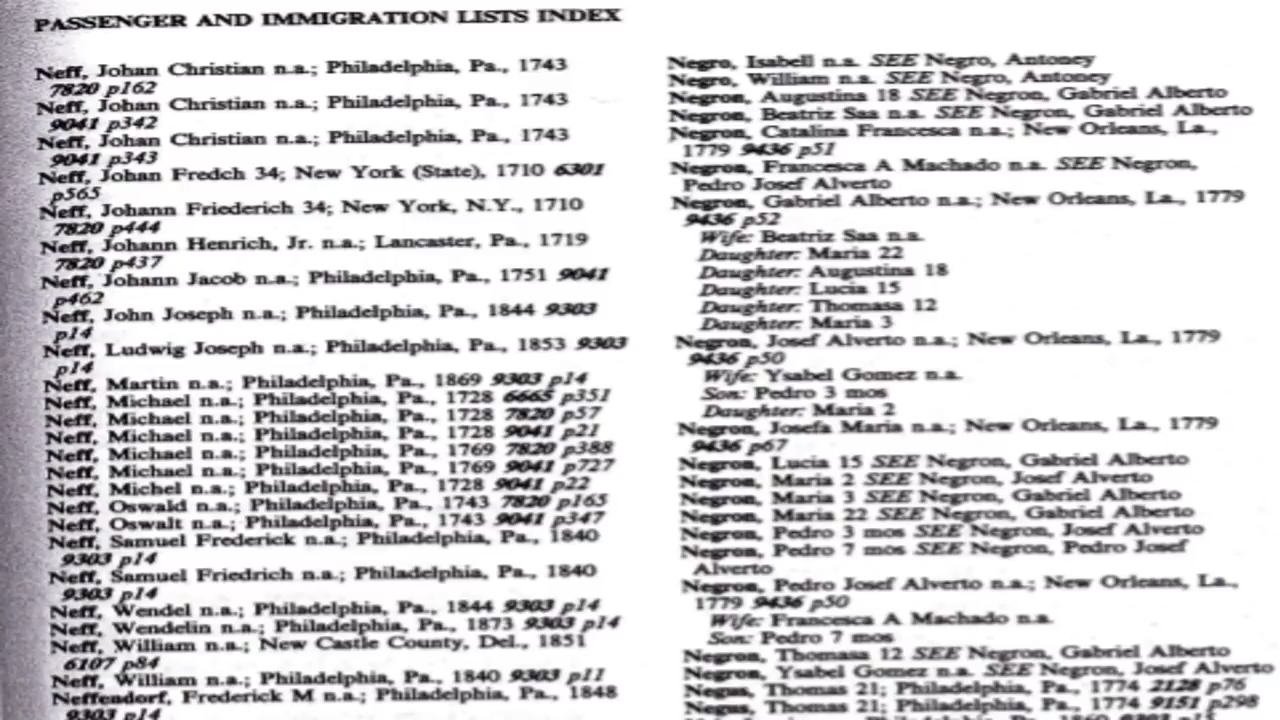 PASSENGER AND IMMIGRATION LISTS INDEX
Neff, Johan Christian n.a.; Philadelphia, Pa., 1743
7820 p162
Neff, Johan Christian n.a.; Philadelphia, Pa., 1743
9041 p342
Neff, Johan Christian n.a.; Philadelphia, Pa., 1743
9041 p343
Neff, Johan Fredch 34; New York (State), 1710 6301
p565
Neff, Johann Friederich 34; New York, N.Y., 1710
7820 p444
Neff, Johann Henrich, Jr. n.a.; Lancaster, Pa., 1719
7820 p437
Neff, Johann Jacob n.a.; Philadelphia, Pa., 1751 9041
p462
Neff, John Joseph n.a.; Philadelphia, Pa., 1844 9303
p14
Neff, Ludwig Joseph n.a.; Philadelphia, Pa., 1853 9303
p14
Neff, Martin n.a.; Philadelphia, Pa., 1869 9303 p14
Neff, Michael n.a.; Philadelphia, Pa., 1728 6665 p351
Neff, Michael n.a.; Philadelphia, Pa., 1728 7820 p57
Neff, Michael n.a.; Philadelphia, Pa., 1728 9041 p21
Neff, Michael n.a.; Philadelphia, Pa., 1769 7820 p388
Neff, Michael n.a.; Philadelphia, Pa., 1769 9041 p727
Neff, Michel n.a.; Philadelphia, Pa., 1728 9041 p22
Neff, Oswald n.a.; Philadelphia, Pa., 1743 7820 p165
Neff, Oswalt n.a.; Philadelphia, Pa., 1743 9041 p347
Neff, Samuel Frederick n.a.; Philadelphia, Pa., 1840
9303 p14
Neff, Samuel Friedrich n.a.; Philadelphia, Pa., 1840
9303 p14
Neff, Wendel n.a.; Philadelphia, Pa., 1844 9303 p14
Neff, Wendelin n.a.; Philadelphia, Pa., 1873 9303 p14
Neff, William n.a.; New Castle County, Del., 1851
6107 p84
Neff, William n.a.; Philadelphia, Pa., 1840 9303 p11
Neffendorf, Frederick M n.a.; Philadelphia, Pa., 1848
9303 p14
Negro, Isabell n.a. SEE Negro, Antoney
Negro, William n.a. SEE Negro, Antoney
Negron, Augustina 18 SEE Negron, Gabriel Alberto
Negron, Beatriz Saa n.a. SEE Negron, Gabriel Alberto
Negron, Catalina Francesca n.a.; New Orleans, La.,
1779 9436 p51
Negron, Francesca A Machado n.a. SEE Negron,
Pedro Josef Alverto
Negron, Gabriel Alberto n.a.; New Orleans, La., 1779
9436 p52
Wife: Beatriz Saa n.a.
Daughter: Maria 22
Daughter: Augustina 18
Daughter: Lucia 15
Daughter: Thomasa 12
Daughter: Maria 3
Negron, Josef Alverto n.a.; New Orleans, La., 1779
9436 p50
Wife: Ysabel Gomez n.a.
Son: Pedro 3 mos
Daughter: Maria 2
Negron, Josefa Maria n.a.; New Orleans, La., 1779
9436 p67
Negron, Lucia 15 SEE Negron, Gabriel Alberto
Negron, Maria 2 SEE Negron, Josef Alverto
Negron, Maria 3 SEE Negron, Gabriel Alberto
Negron, Maria 22 SEE Negron, Gabriel Alberto
Negron, Pedro 3 mos SEE Negron, Josef Alverto
Negron, Pedro 7 mos SEE Negron, Pedro Josef
Alverto
Negron, Pedro Josef Alverto n.a.; New Orleans, La.,
1779 9436 p50
Wife: Francesca A Machado n.a.
Son: Pedro 7 mos
Negron, Thomasa 12 SEE Negron, Gabriel Alberto
Negron, Ysabel Gomez n.a. SEE Negron, Josef Alverto
Negus, Thomas 21; Philadelphia, Pa., 1774 2128 p76
Negus, Thomas 21; Philadelphia, Pa., 1774 9151 p298